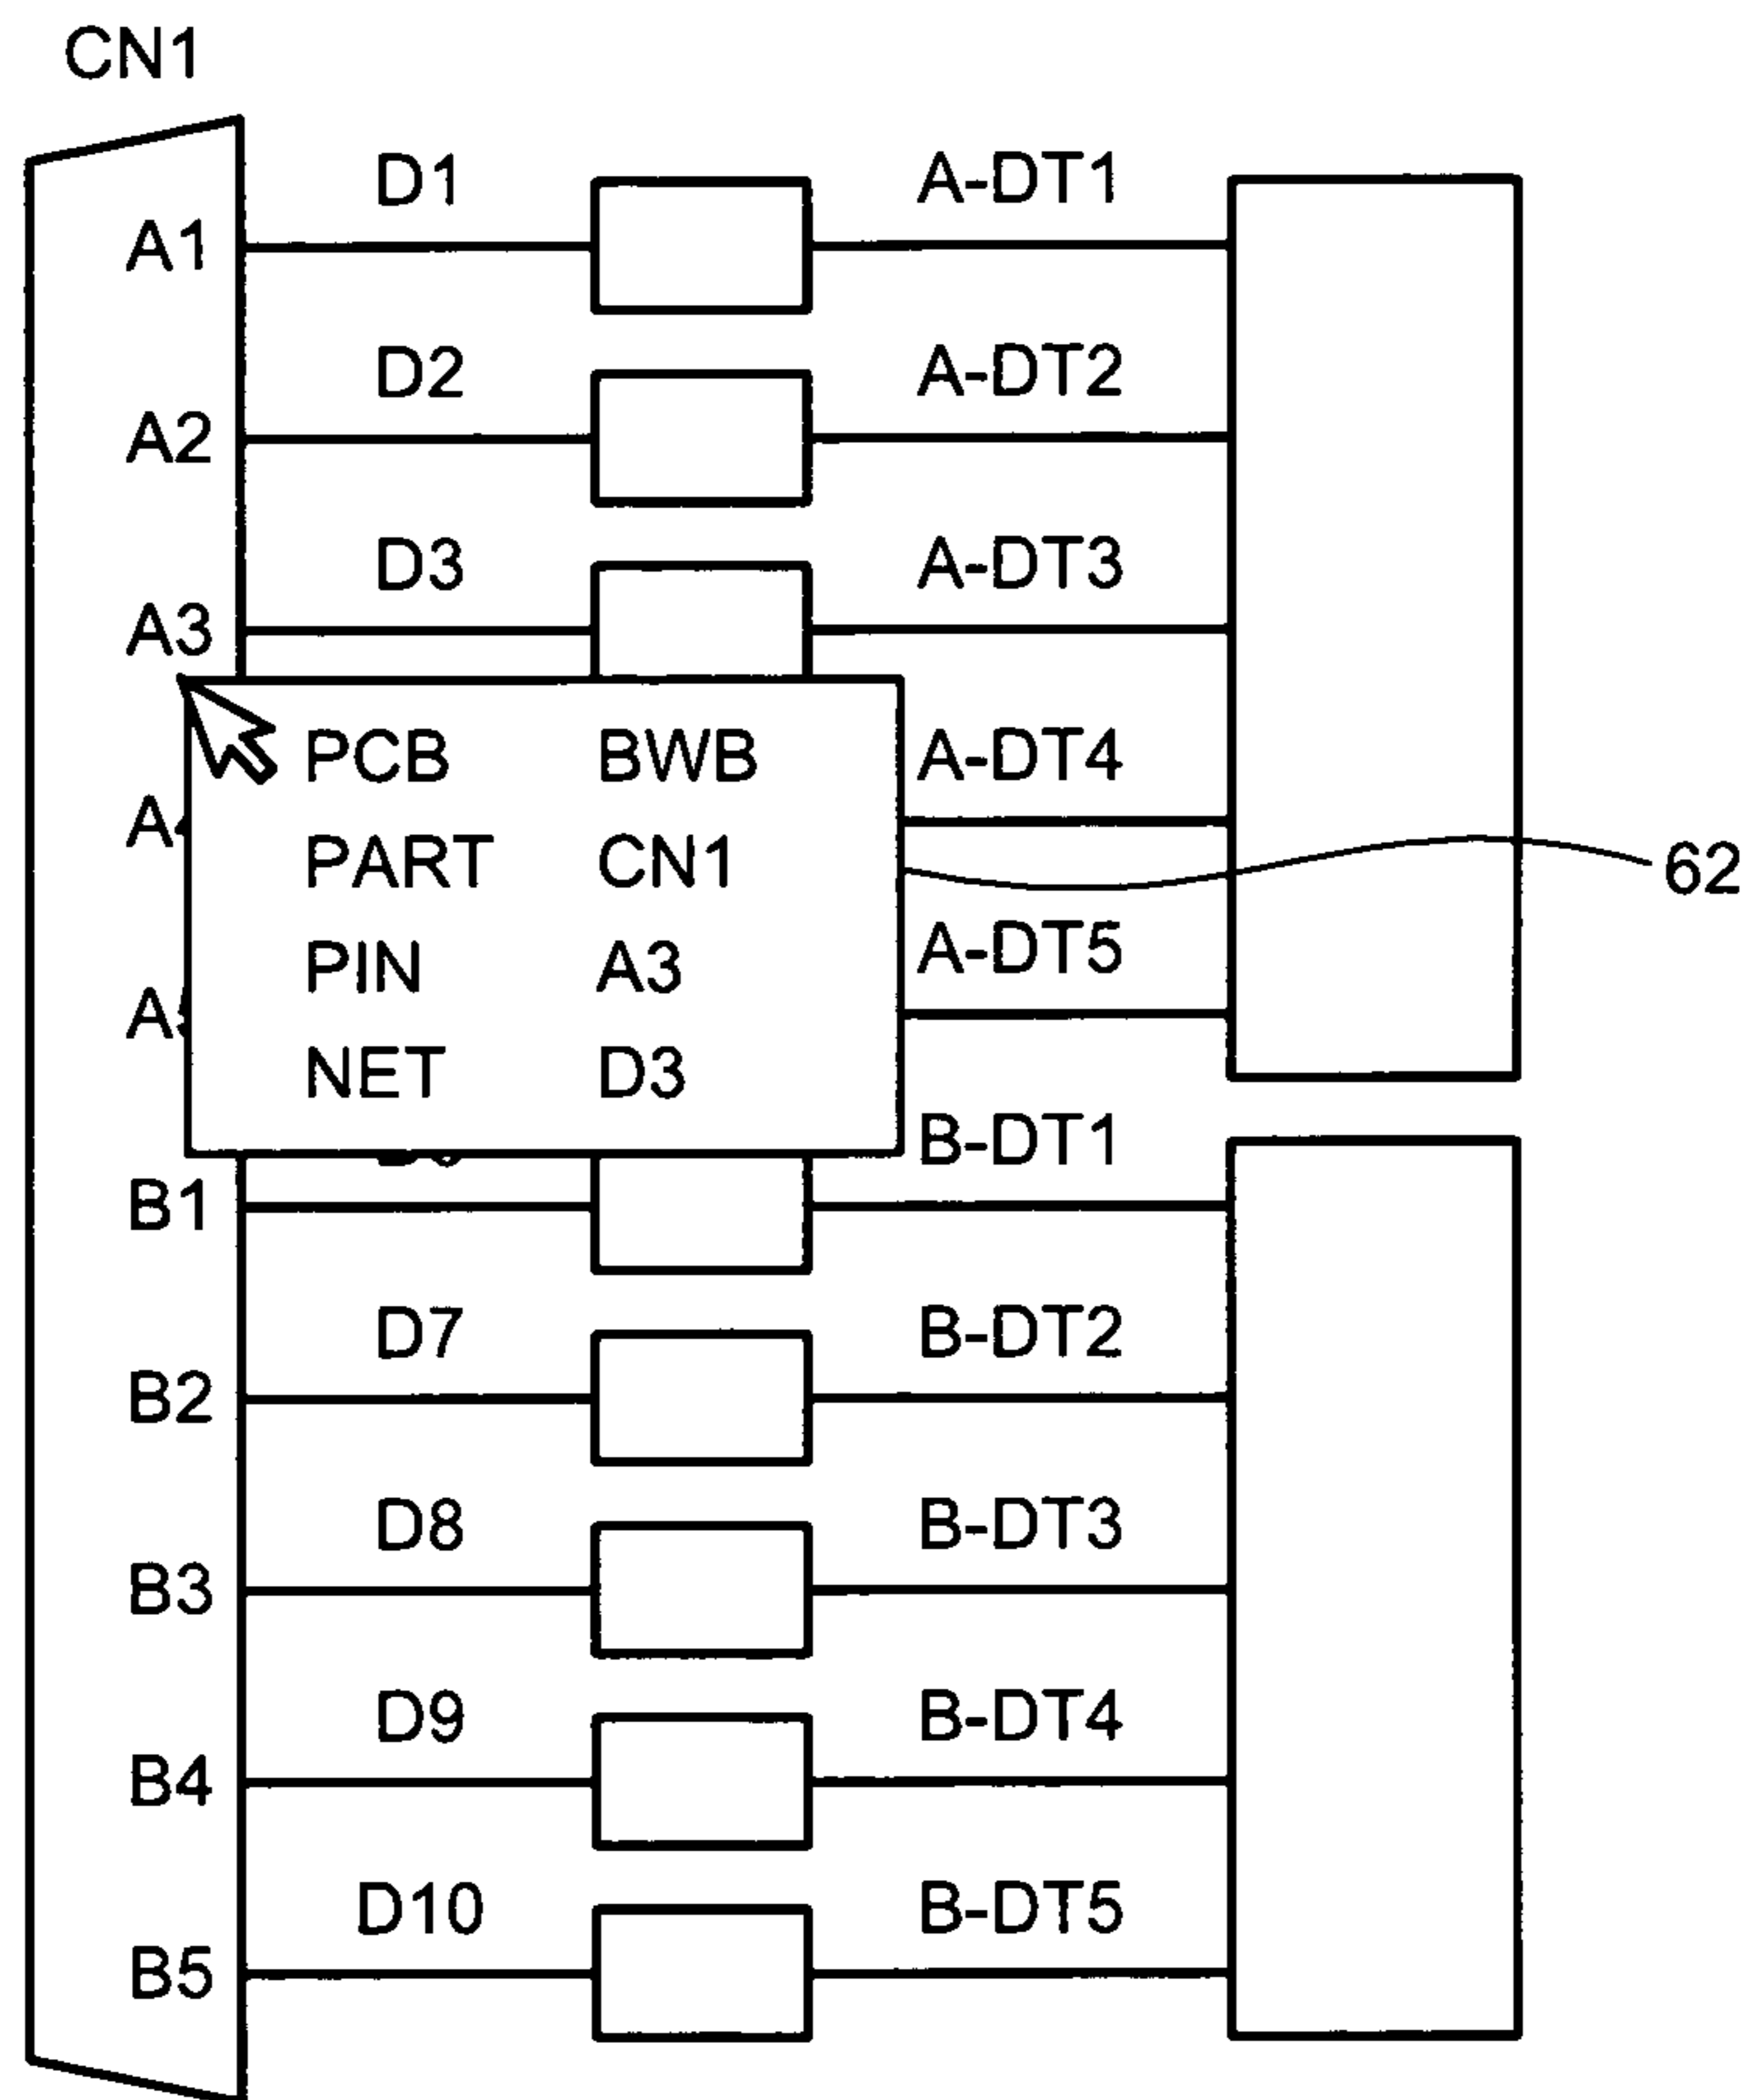 CN1
D1 A-DT1
A1
D2 A-DT2
A2
D3 A-DT3
A3
PCB BWB A-DT4
PART CN1 62
PIN A3 A-DT5
NET D3
B-DT1
B1
D7 B-DT2
B2
D8 B-DT3
B3
D9 B-DT4
B4
D10 B-DT5
B5